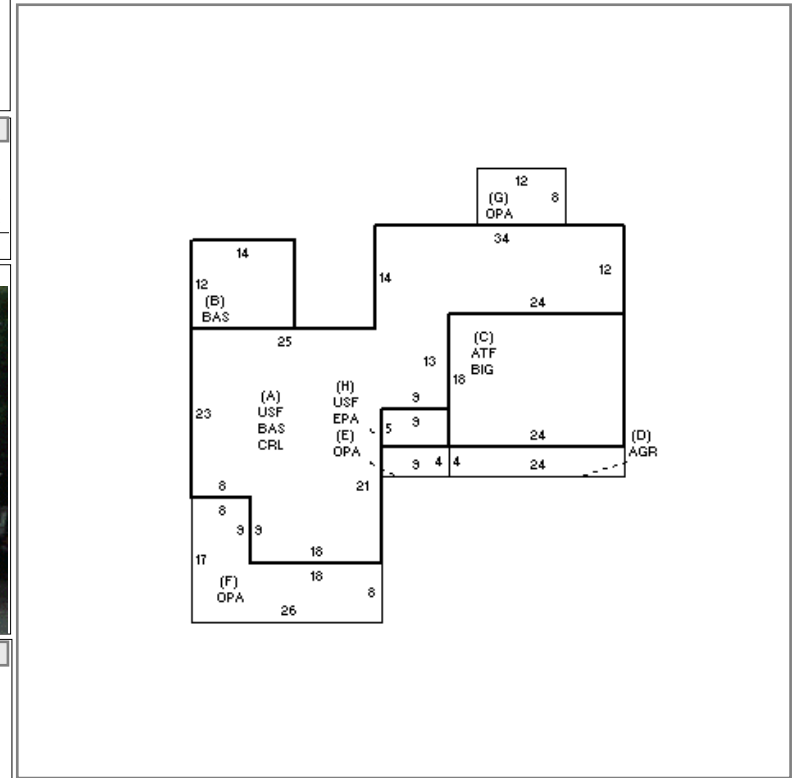 12
(G)
8
OPA
34
14
12
14
12
(B)
BAS
24
25
(C)
ATF
BIG
13
18
(H)
USF
EPA
(E)
OPA
9
9
5
(A)
USF
BAS
CRL
23
24
(D)
AGR
9
4
4
24
21
8
8
9
9
17
18
18
(F)
OPA
8
26